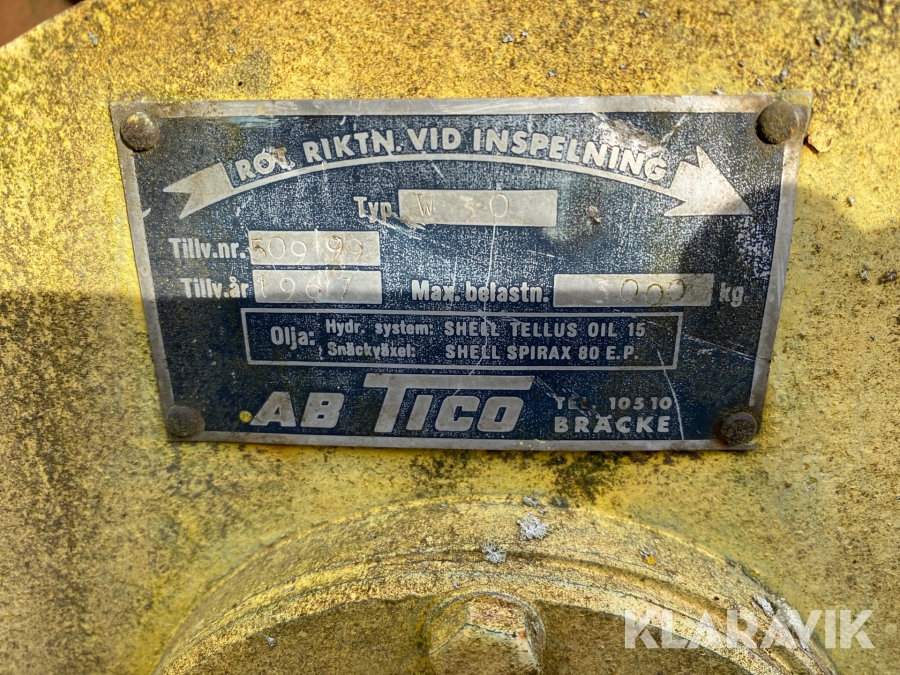 ROT. RIKTN. VID INSPELNING
Typ. W 30
Tillv.nr. 509199
Tillv.år 1967 Max. belastn. 3000 kg
Olja: Hydr. system: SHELL TELLUS OIL 15
Snäckväxel: SHELL SPIRAX 80 E.P.
AB TICO TEL. 10510
BRÄCKE
KLARAVIK